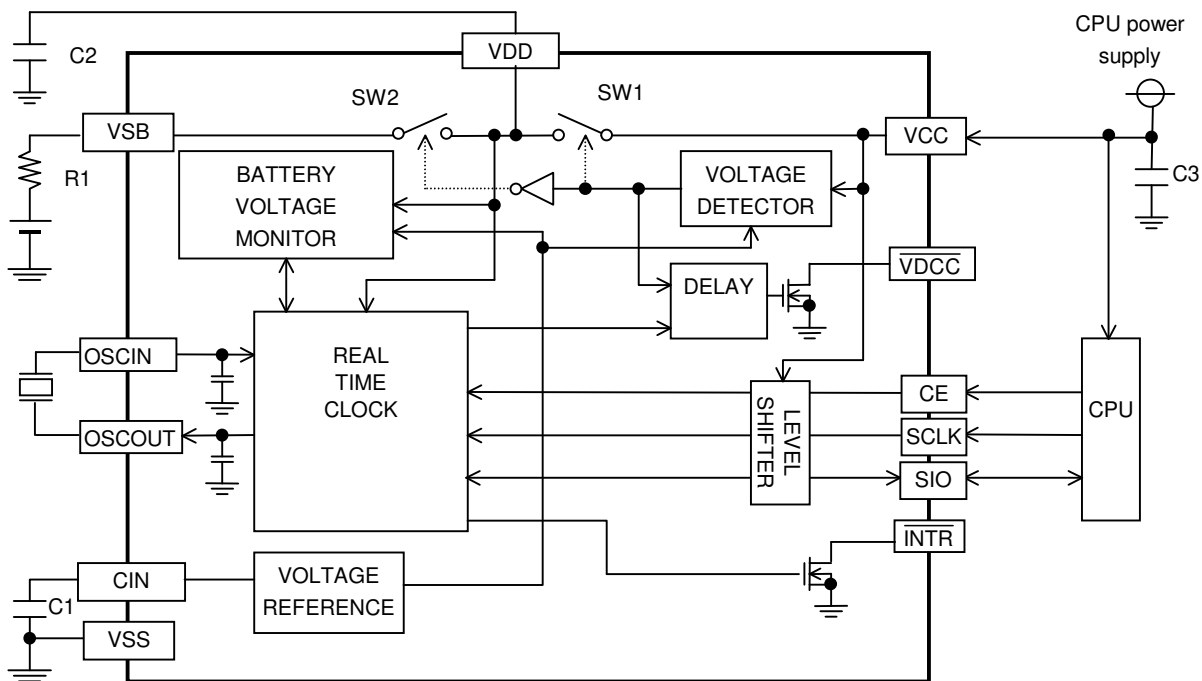 CPU power
supply
C2
VDD
SW2
SW1
VSB
VCC
R1
BATTERY
VOLTAGE
MONITOR
VOLTAGE
DETECTOR
C3
VDCC
DELAY
OSCIN
REAL
TIME
CLOCK
LEVEL
SHIFTER
CE
CPU
OSCOUT
SCLK
SIO
INTR
CIN
VOLTAGE
REFERENCE
C1
VSS